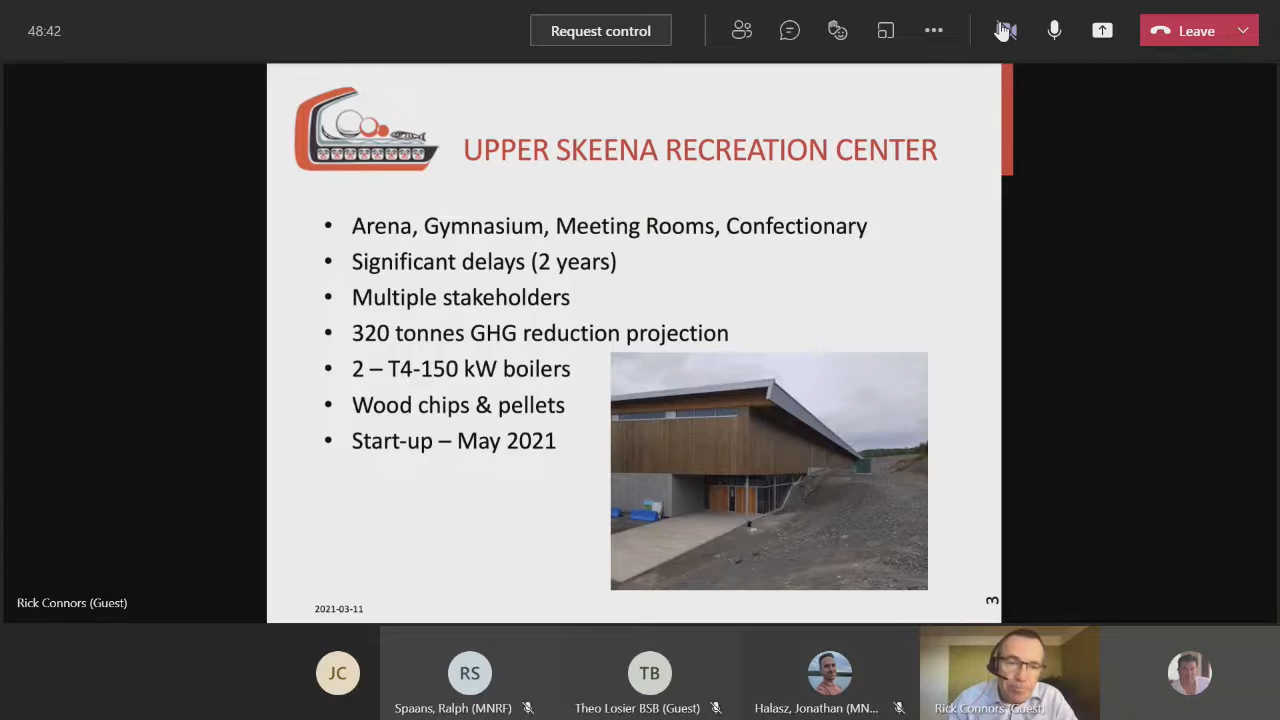 48:42
Request control
Leave
UPPER SKEENA RECREATION CENTER
• Arena, Gymnasium, Meeting Rooms, Confectionary
• Significant delays (2 years)
• Multiple stakeholders
• 320 tonnes GHG reduction projection
• 2 – T4-150 kW boilers
• Wood chips & pellets
• Start-up – May 2021
Rick Connors (Guest)
2021-03-11
3
JC
RS
TB
Spaans, Ralph (MNRF)
Theo Losier BSB (Guest)
Halasz, Jonathan (MN...
Rick Connors (Guest)